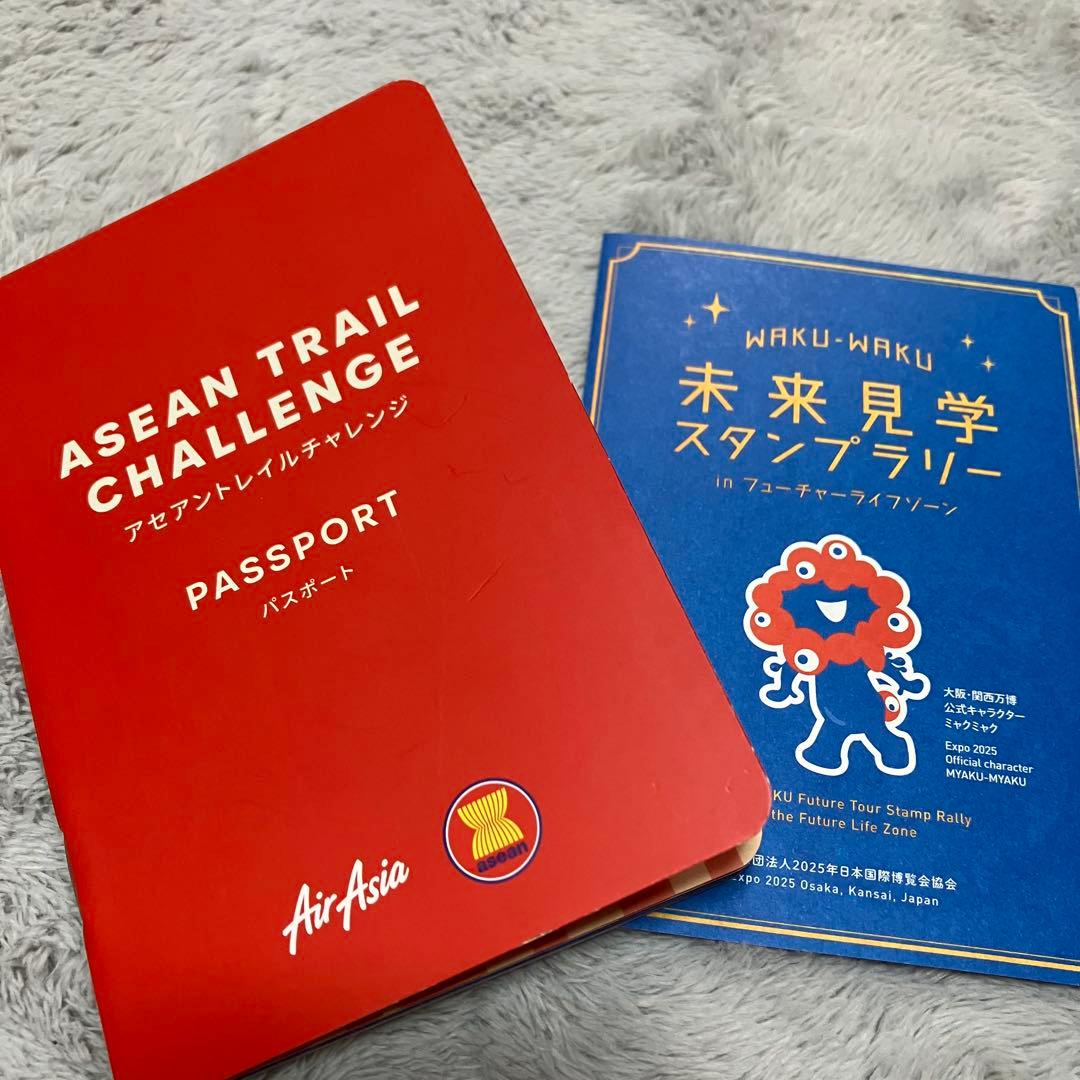 ASEAN TRAIL
CHALLENGE
アセアントレイルチャレンジ
PASSPORT
パスポート
AirAsia
asean
WAKU-WAKU
未来見学
スタンプラリー
in フューチャーライフゾーン
大阪・関西万博
公式キャラクター
ミャクミャク
Expo 2025
Official character
MYAKU-MYAKU
KU Future Tour Stamp Rally
the Future Life Zone
団法人2025年日本国際博覧会協会
Expo 2025 Osaka, Kansai, Japan